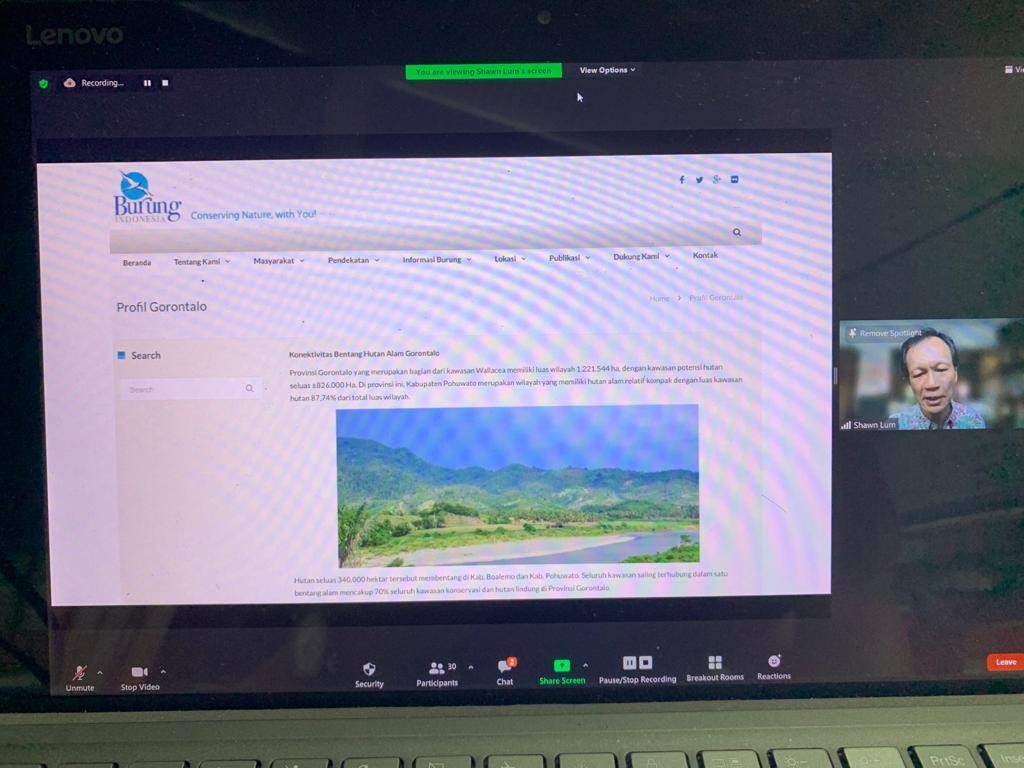 Lenovo
Recording...
You are viewing Shawn Lum's screen
View Options
Burung
INDONESIA
Conserving Nature, with You!
Beranda
Tentang Kami
Masyarakat
Pendekatan
Informasi Burung
Lokasi
Publikasi
Dukung Kami
Kontak
Profil Gorontalo
Home > Profil Gorontalo
Search
Search
Konektivitas Bentang Hutan Alam Gorontalo
Provinsi Gorontalo yang merupakan bagian dari kawasan Wallacea memiliki luas wilayah 1.221.544 ha, dengan kawasan potensi hutan
seluas ±826.000 Ha. Di provinsi ini, Kabupaten Pohuwato merupakan wilayah yang memiliki hutan alam relatif kompak dengan luas kawasan
hutan 87,74% dari total luas wilayah.
Hutan seluas 340.000 hektar tersebut membentang di Kab. Boalemo dan Kab. Pohuwato. Seluruh kawasan saling terhubung dalam satu
bentang alam mencakup 70% seluruh kawasan konservasi dan hutan lindung di Provinsi Gorontalo.
Remove Spotlight
Shawn Lum
Unmute
Stop Video
Security
30
Participants
2
Chat
Share Screen
Pause/Stop Recording
Breakout Rooms
Reactions
Leave
PrtSc